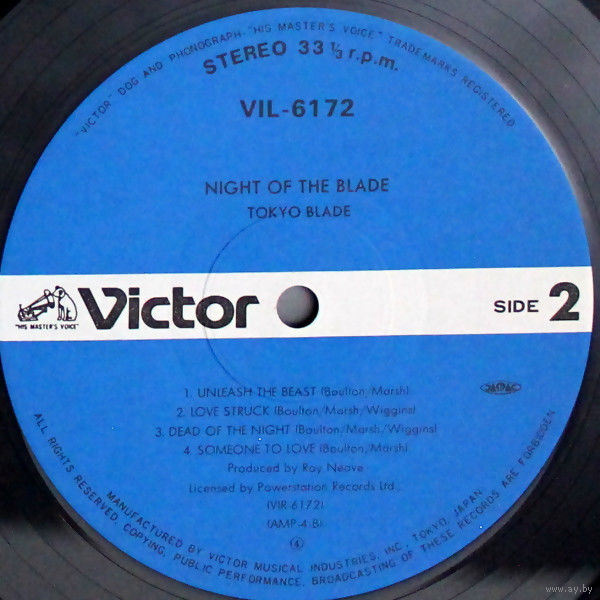 "VICTOR" DOG AND PHONOGRAPH·"HIS MASTER'S VOICE" TRADEMARKS REGISTERED
STEREO 33 1/3 r.p.m.
VIL-6172
NIGHT OF THE BLADE
TOKYO BLADE
"HIS MASTER'S VOICE"
Victor
SIDE 2
1. UNLEASH THE BEAST (Boulton/Marsh)
2. LOVE STRUCK (Boulton/Marsh/Wiggins)
3. DEAD OF THE NIGHT (Boulton/Marsh/Wiggins)
4. SOMEONE TO LOVE (Boulton/Marsh)
JASRAC
Produced by Roy Neave
Licensed by Powerstation Records Ltd.,
(VIR-6172)
(AMP-4 B)
④
ALL RIGHTS RESERVED. COPYING, PUBLIC PERFORMANCE, BROADCASTING OF THESE RECORDS ARE FORBIDDEN
MANUFACTURED BY VICTOR MUSICAL INDUSTRIES, INC., TOKYO, JAPAN
www.ay.by